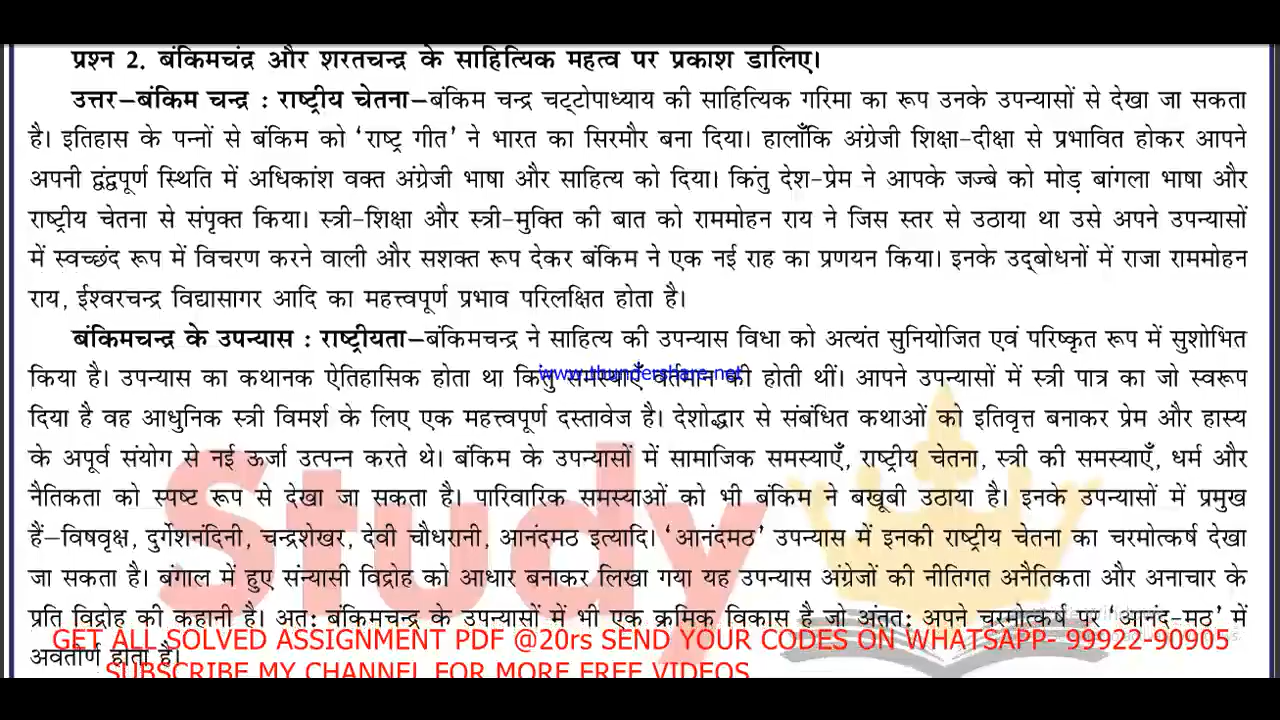 प्रश्न 2. बंकिमचंद्र और शरतचन्द्र के साहित्यिक महत्व पर प्रकाश डालिए।
उत्तर–बंकिम चन्द्र : राष्ट्रीय चेतना–बंकिम चन्द्र चट्टोपाध्याय की साहित्यिक गरिमा का रूप उनके उपन्यासों से देखा जा सकता
है। इतिहास के पन्नों से बंकिम को ‘राष्ट्र गीत’ ने भारत का सिरमौर बना दिया। हालाँकि अंग्रेजी शिक्षा-दीक्षा से प्रभावित होकर आपने
अपनी द्वंद्वपूर्ण स्थिति में अधिकांश वक्त अंग्रेजी भाषा और साहित्य को दिया। किंतु देश-प्रेम ने आपके जज्बे को मोड़ बांगला भाषा और
राष्ट्रीय चेतना से संपृक्त किया। स्त्री-शिक्षा और स्त्री-मुक्ति की बात को राममोहन राय ने जिस स्तर से उठाया था उसे अपने उपन्यासों
में स्वच्छंद रूप में विचरण करने वाली और सशक्त रूप देकर बंकिम ने एक नई राह का प्रणयन किया। इनके उद्बोधनों में राजा राममोहन
राय, ईश्वरचन्द्र विद्यासागर आदि का महत्त्वपूर्ण प्रभाव परिलक्षित होता है।
बंकिमचन्द्र के उपन्यास : राष्ट्रीयता–बंकिमचन्द्र ने साहित्य की उपन्यास विधा को अत्यंत सुनियोजित एवं परिष्कृत रूप में सुशोभित
किया है। उपन्यास का कथानक ऐतिहासिक होता था किंतु समस्याएँ वर्तमान की होती थीं। आपने उपन्यासों में स्त्री पात्र का जो स्वरूप
www.thundershare.net
दिया है वह आधुनिक स्त्री विमर्श के लिए एक महत्त्वपूर्ण दस्तावेज है। देशोद्धार से संबंधित कथाओं को इतिवृत्त बनाकर प्रेम और हास्य
के अपूर्व संयोग से नई ऊर्जा उत्पन्न करते थे। बंकिम के उपन्यासों में सामाजिक समस्याएँ, राष्ट्रीय चेतना, स्त्री की समस्याएँ, धर्म और
नैतिकता को स्पष्ट रूप से देखा जा सकता है। पारिवारिक समस्याओं को भी बंकिम ने बखूबी उठाया है। इनके उपन्यासों में प्रमुख
हैं–विषवृक्ष, दुर्गेशनंदिनी, चन्द्रशेखर, देवी चौधरानी, आनंदमठ इत्यादि। ‘आनंदमठ’ उपन्यास में इनकी राष्ट्रीय चेतना का चरमोत्कर्ष देखा
Study
जा सकता है। बंगाल में हुए संन्यासी विद्रोह को आधार बनाकर लिखा गया यह उपन्यास अंग्रेजों की नीतिगत अनैतिकता और अनाचार के
प्रति विद्रोह की कहानी है। अतः बंकिमचन्द्र के उपन्यासों में भी एक क्रमिक विकास है जो अंततः अपने चरमोत्कर्ष पर ‘आनंद-मठ’ में
GET ALL SOLVED ASSIGNMENT PDF @20rs SEND YOUR CODES ON WHATSAPP- 99922-90905
अवतीर्ण होता है।
SUBSCRIBE MY CHANNEL FOR MORE FREE VIDEOS